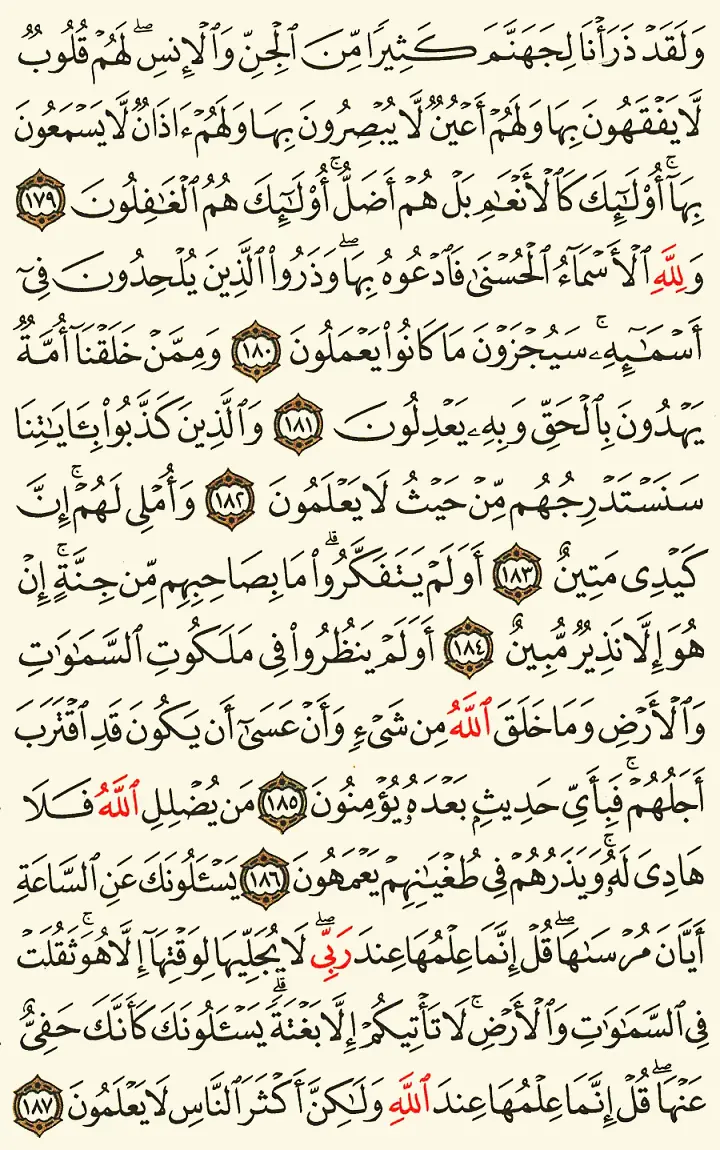 وَلَقَدْ ذَرَأْنَا لِجَهَنَّمَ كَثِيرًا مِّنَ ٱلْجِنِّ وَٱلْإِنسِ ۖ لَهُمْ قُلُوبٌ
لَّا يَفْقَهُونَ بِهَا وَلَهُمْ أَعْيُنٌ لَّا يُبْصِرُونَ بِهَا وَلَهُمْ ءَاذَانٌ لَّا يَسْمَعُونَ
بِهَآ ۚ أُو۟لَـٰٓئِكَ كَٱلْأَنْعَـٰمِ بَلْ هُمْ أَضَلُّ ۚ أُو۟لَـٰٓئِكَ هُمُ ٱلْغَـٰفِلُونَ ١٧٩
وَلِلَّهِ ٱلْأَسْمَآءُ ٱلْحُسْنَىٰ فَٱدْعُوهُ بِهَا ۖ وَذَرُوا۟ ٱلَّذِينَ يُلْحِدُونَ فِىٓ
أَسْمَـٰٓئِهِۦ ۚ سَيُجْزَوْنَ مَا كَانُوا۟ يَعْمَلُونَ ١٨٠ وَمِمَّنْ خَلَقْنَآ أُمَّةٌ
يَهْدُونَ بِٱلْحَقِّ وَبِهِۦ يَعْدِلُونَ ١٨١ وَٱلَّذِينَ كَذَّبُوا۟ بِـَٔايَـٰتِنَا
سَنَسْتَدْرِجُهُم مِّنْ حَيْثُ لَا يَعْلَمُونَ ١٨٢ وَأُمْلِى لَهُمْ ۚ إِنَّ
كَيْدِى مَتِينٌ ١٨٣ أَوَلَمْ يَتَفَكَّرُوا۟ ۗ مَا بِصَاحِبِهِم مِّن جِنَّةٍ ۚ إِنْ
هُوَ إِلَّا نَذِيرٌ مُّبِينٌ ١٨٤ أَوَلَمْ يَنظُرُوا۟ فِى مَلَكُوتِ ٱلسَّمَـٰوَٰتِ
وَٱلْأَرْضِ وَمَا خَلَقَ ٱللَّهُ مِن شَىْءٍ وَأَنْ عَسَىٰٓ أَن يَكُونَ قَدِ ٱقْتَرَبَ
أَجَلُهُمْ ۖ فَبِأَىِّ حَدِيثٍۭ بَعْدَهُۥ يُؤْمِنُونَ ١٨٥ مَن يُضْلِلِ ٱللَّهُ فَلَا
هَادِىَ لَهُۥ ۚ وَيَذَرُهُمْ فِى طُغْيَـٰنِهِمْ يَعْمَهُونَ ١٨٦ يَسْـَٔلُونَكَ عَنِ ٱلسَّاعَةِ
أَيَّانَ مُرْسَىٰهَا ۖ قُلْ إِنَّمَا عِلْمُهَا عِندَ رَبِّى ۖ لَا يُجَلِّيهَا لِوَقْتِهَآ إِلَّا هُوَ ۚ ثَقُلَتْ
فِى ٱلسَّمَـٰوَٰتِ وَٱلْأَرْضِ ۚ لَا تَأْتِيكُمْ إِلَّا بَغْتَةً ۗ يَسْـَٔلُونَكَ كَأَنَّكَ حَفِىٌّ
عَنْهَا ۖ قُلْ إِنَّمَا عِلْمُهَا عِندَ ٱللَّهِ وَلَـٰكِنَّ أَكْثَرَ ٱلنَّاسِ لَا يَعْلَمُونَ ١٨٧